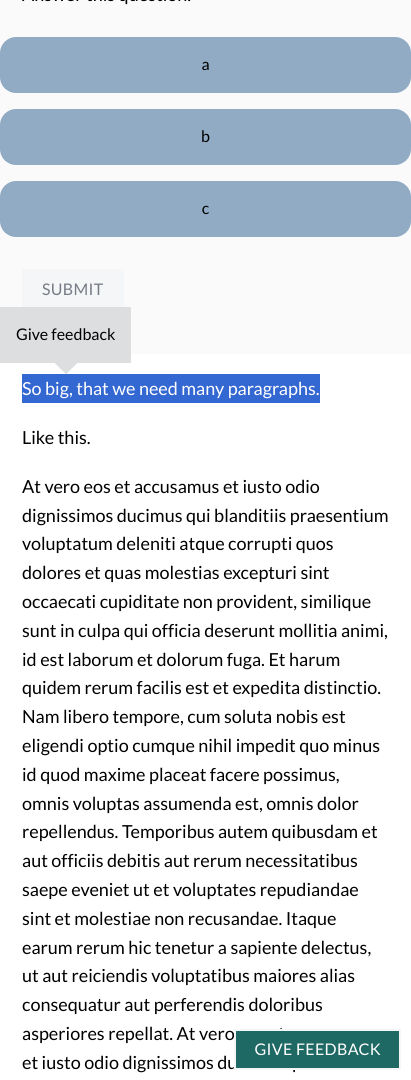 Answer this question.
a
b
c
SUBMIT
Give feedback
So big, that we need many paragraphs.
Like this.
At vero eos et accusamus et iusto odio
dignissimos ducimus qui blanditiis praesentium
voluptatum deleniti atque corrupti quos
dolores et quas molestias excepturi sint
occaecati cupiditate non provident, similique
sunt in culpa qui officia deserunt mollitia animi,
id est laborum et dolorum fuga. Et harum
quidem rerum facilis est et expedita distinctio.
Nam libero tempore, cum soluta nobis est
eligendi optio cumque nihil impedit quo minus
id quod maxime placeat facere possimus,
omnis voluptas assumenda est, omnis dolor
repellendus. Temporibus autem quibusdam et
aut officiis debitis aut rerum necessitatibus
saepe eveniet ut et voluptates repudiandae
sint et molestiae non recusandae. Itaque
earum rerum hic tenetur a sapiente delectus,
ut aut reiciendis voluptatibus maiores alias
consequatur aut perferendis doloribus
asperiores repellat. At vero
et iusto odio dignissimos
GIVE FEEDBACK